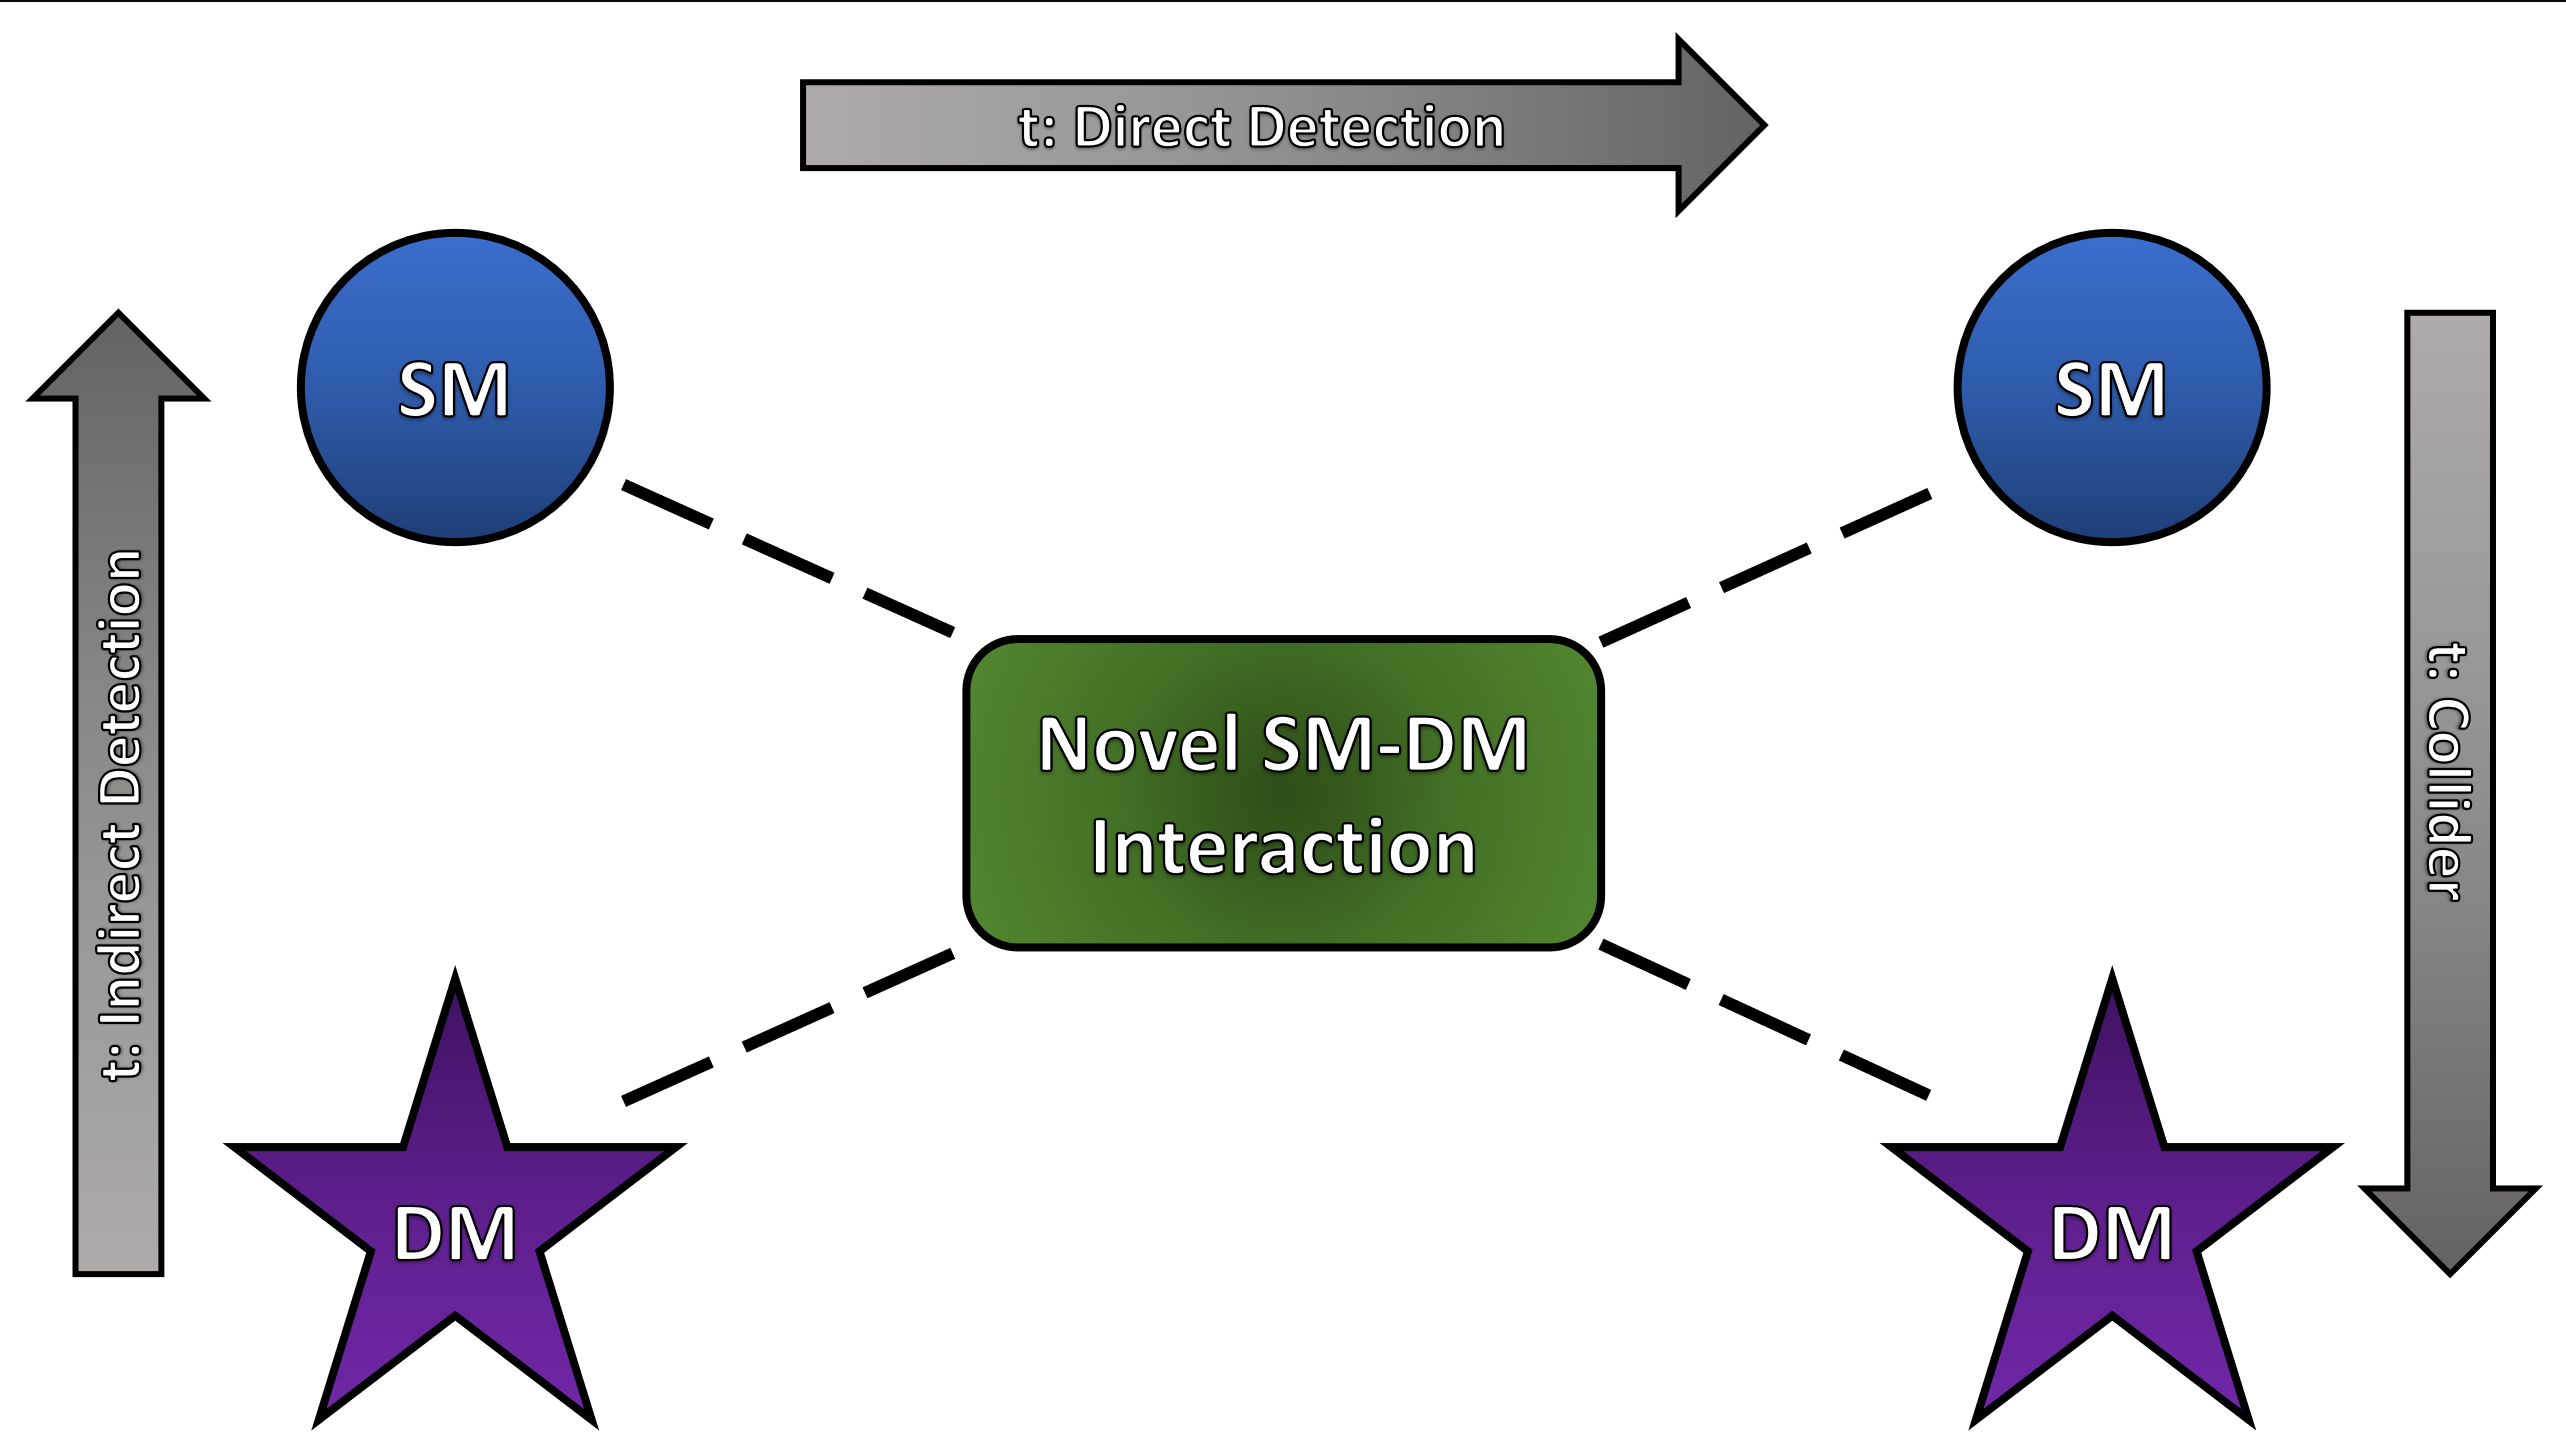 t: Direct Detection
SM
SM
t: Indirect Detection
t: Collider
Novel SM-DM
Interaction
DM
DM